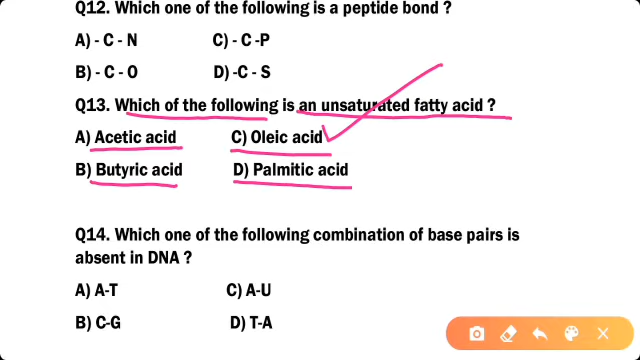 Q12. Which one of the following is a peptide bond ?
A) - C - N C) - C -P
B) - C - O D) -C - S
Q13. Which of the following is an unsaturated fatty acid ?
A) Acetic acid C) Oleic acid
B) Butyric acid D) Palmitic acid
Q14. Which one of the following combination of base pairs is
absent in DNA ?
A) A-T C) A-U
B) C-G D) T-A